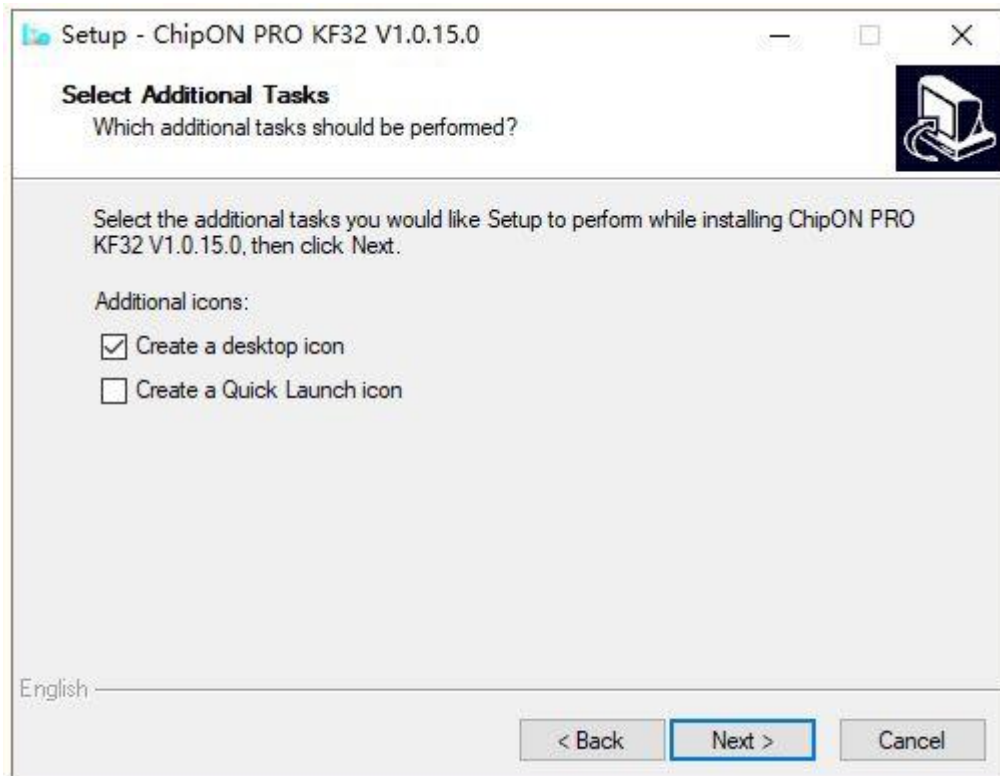 Setup - ChipON PRO KF32 V1.0.15.0
Select Additional Tasks
Which additional tasks should be performed?
Select the additional tasks you would like Setup to perform while installing ChipON PRO
KF32 V1.0.15.0, then click Next.
Additional icons:
Create a desktop icon
Create a Quick Launch icon
English
< Back Next > Cancel